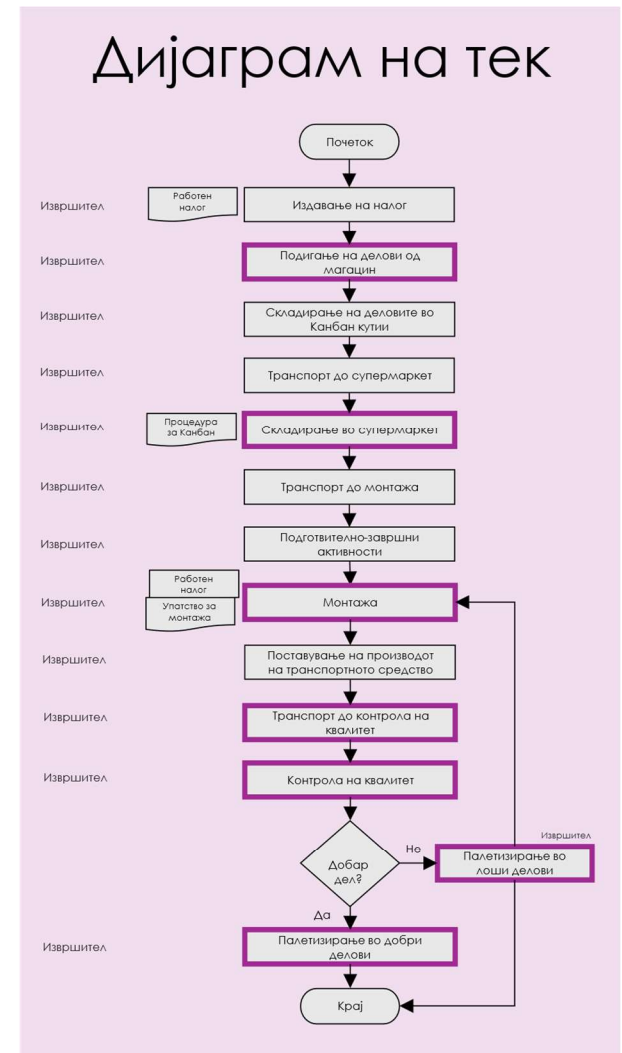 Дијаграм на тек
Почеток
Извршител
Работен
налог
Издавање на налог
Извршител
Подигање на делови од
магацин
Извршител
Складирање на деловите во
Канбан кутии
Извршител
Транспорт до супермаркет
Извршител
Процедура
за Канбан
Складирање во супермаркет
Извршител
Транспорт до монтажа
Извршител
Подготвително-завршни
активности
Извршител
Работен
налог
Упатство за
монтажа
Монтажа
Извршител
Поставување на производот
на транспортното средство
Извршител
Транспорт до контрола на
квалитет
Извршител
Контрола на квалитет
Добар
дел?
Не
Извршител
Палетизирање во
лоши делови
Да
Извршител
Палетизирање во добри
делови
Крај